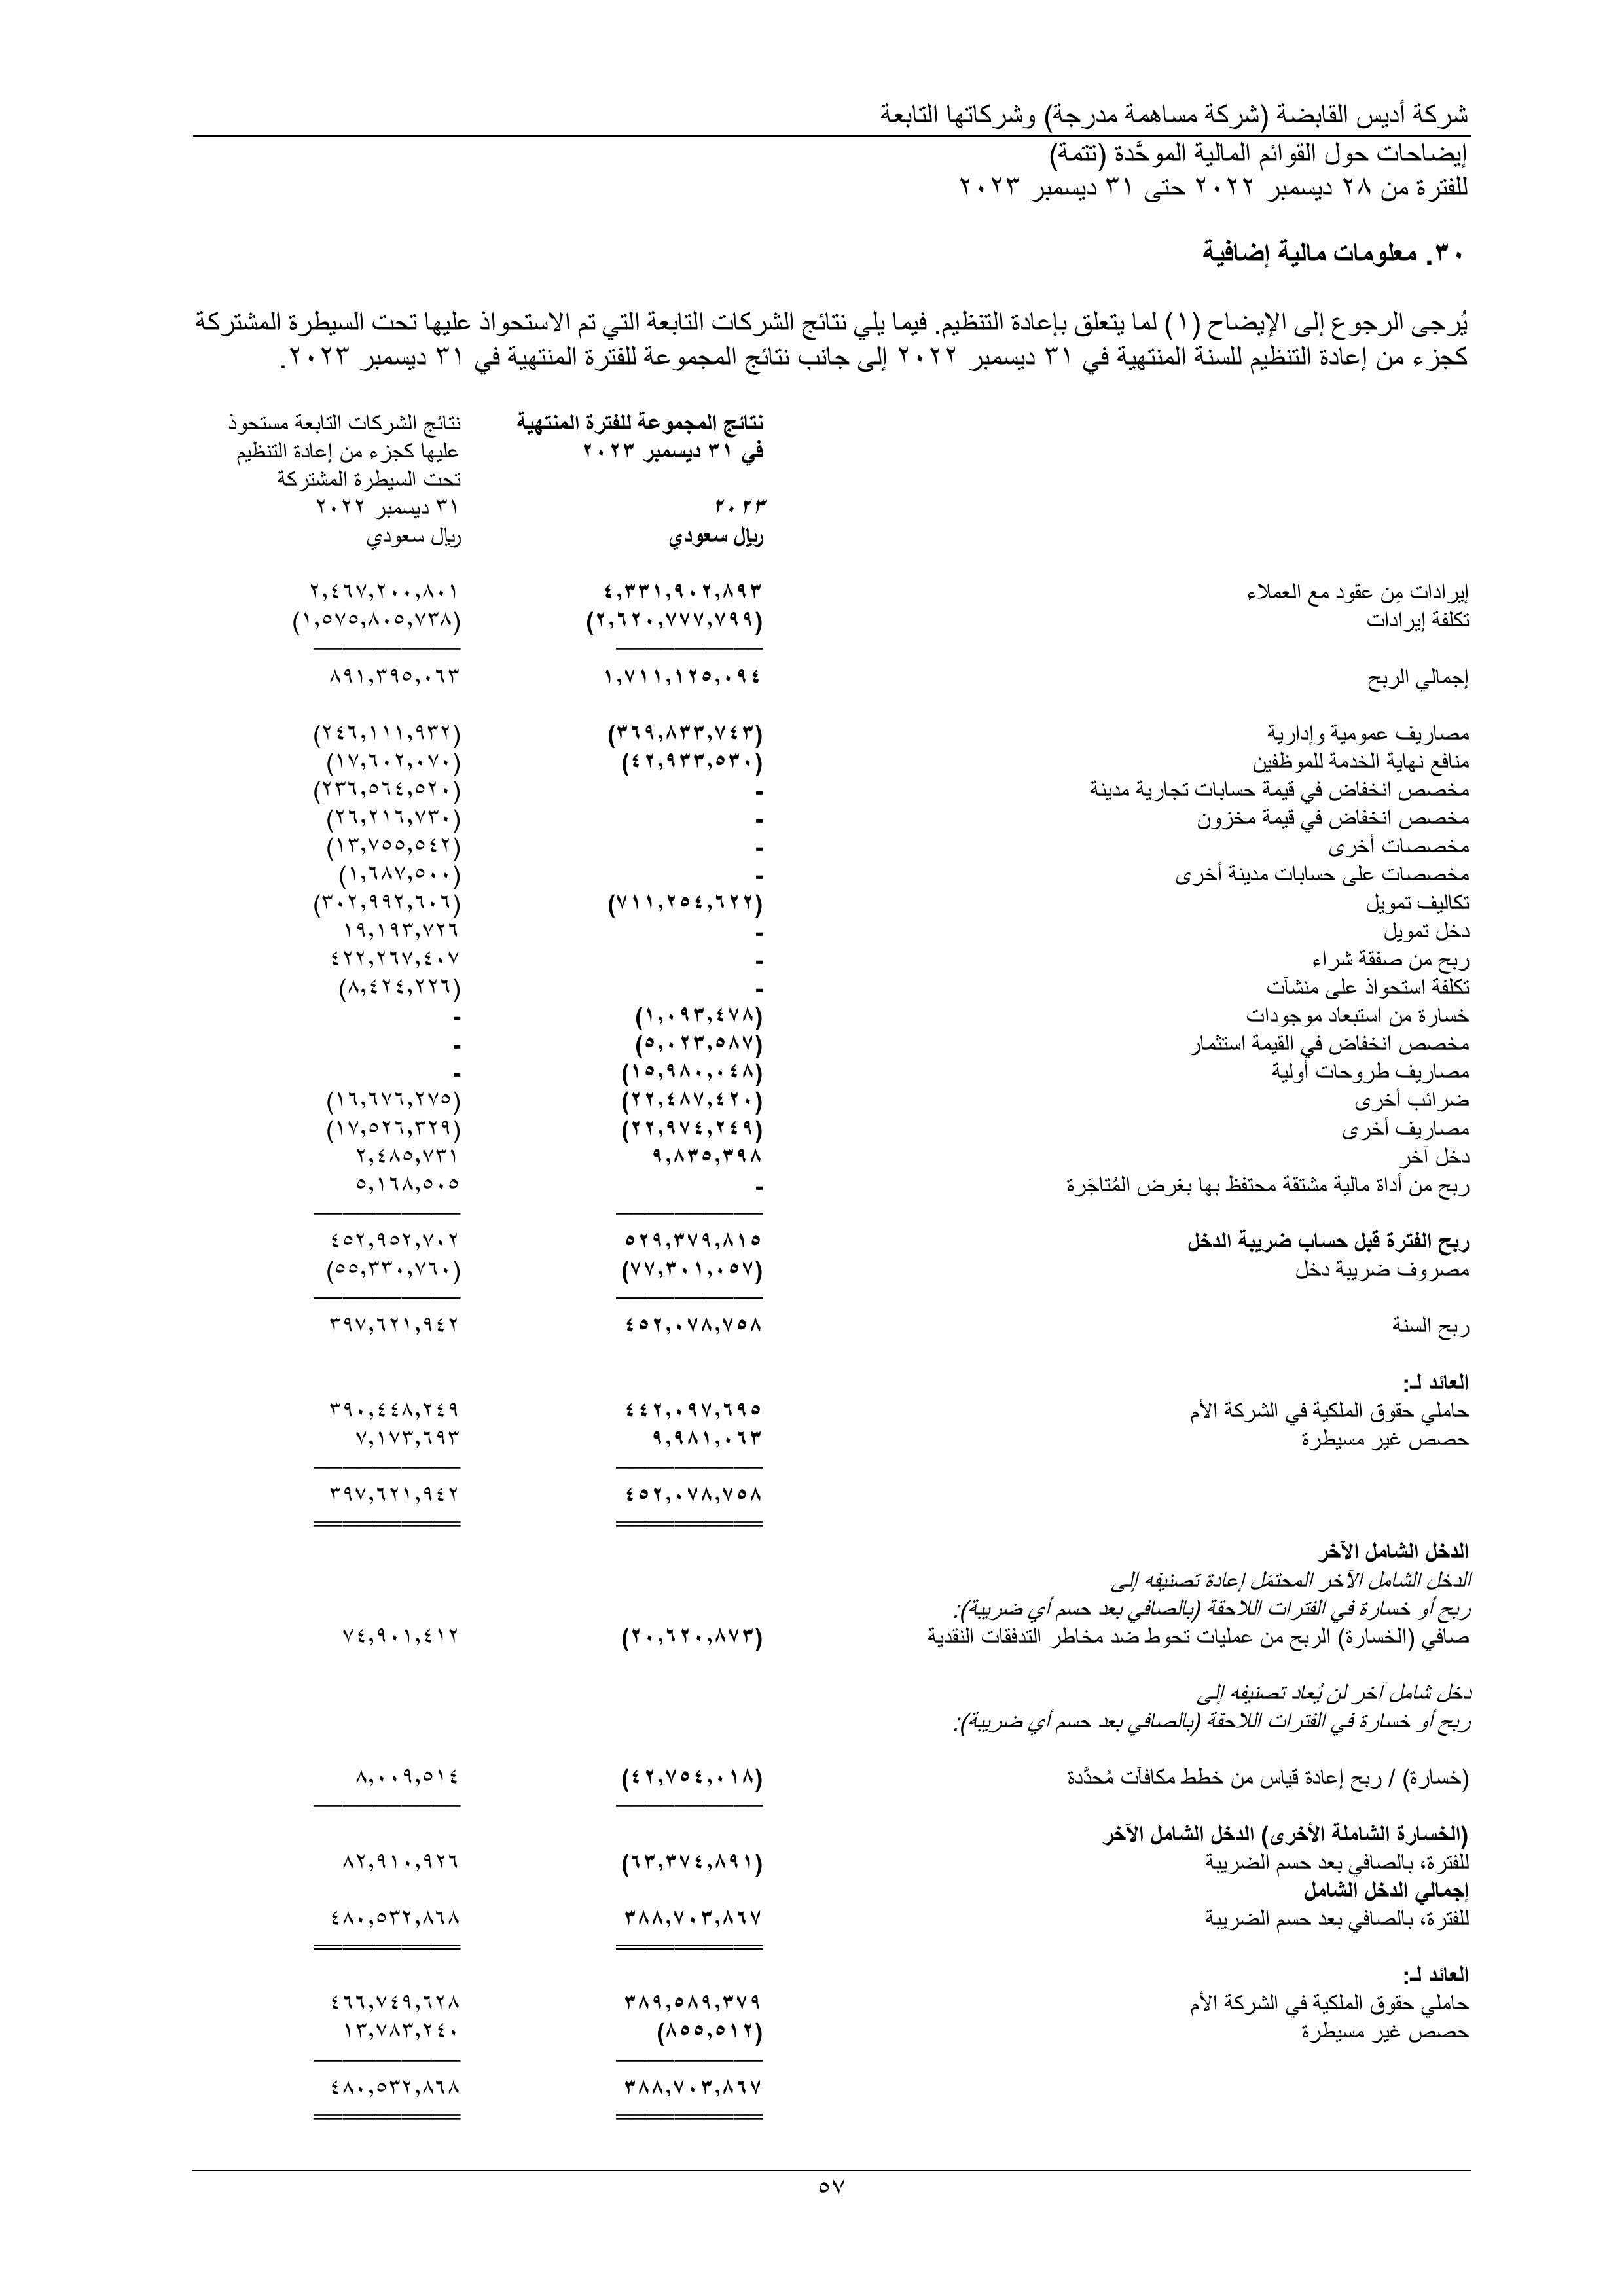 شركة أديس القابضة (شركة مساهمة مدرجة) وشركاتها التابعة
إيضاحات حول القوائم المالية الموحَّدة (تتمة)
للفترة من ٢٨ ديسمبر ٢٠٢٢ حتى ٣١ ديسمبر ٢٠٢٣
٣٠. معلومات مالية إضافية
يُرجى الرجوع إلى الإيضاح (١) لما يتعلق بإعادة التنظيم. فيما يلي نتائج الشركات التابعة التي تم الاستحواذ عليها تحت السيطرة المشتركة
كجزء من إعادة التنظيم للسنة المنتهية في ٣١ ديسمبر ٢٠٢٢ إلى جانب نتائج المجموعة للفترة المنتهية في ٣١ ديسمبر ٢٠٢٣.
نتائج المجموعة للفترة المنتهية نتائج الشركات التابعة مستحوذ
في ٣١ ديسمبر ٢٠٢٣ عليها كجزء من إعادة التنظيم
تحت السيطرة المشتركة
٢٠٢٣ ٣١ ديسمبر ٢٠٢٢
ريال سعودي ريال سعودي
إيرادات مِن عقود مع العملاء ٤,٣٣١,٩٠٢,٨٩٣ ٢,٤٦٧,٢٠٠,٨٠١
تكلفة إيرادات (٢,٦٢٠,٧٧٧,٧٩٩) (١,٥٧٥,٨٠٥,٧٣٨)
إجمالي الربح ١,٧١١,١٢٥,٠٩٤ ٨٩١,٣٩٥,٠٦٣
مصاريف عمومية وإدارية (٣٦٩,٨٣٣,٧٤٣) (٢٤٦,١١١,٩٣٢)
منافع نهاية الخدمة للموظفين (٤٢,٩٣٣,٥٣٠) (١٧,٦٠٢,٠٧٠)
مخصص انخفاض في قيمة حسابات تجارية مدينة - (٢٣٦,٥٦٤,٥٢٠)
مخصص انخفاض في قيمة مخزون - (٢٦,٢١٦,٧٣٠)
مخصصات أخرى - (١٣,٧٥٥,٥٤٢)
مخصصات على حسابات مدينة أخرى - (١,٦٨٧,٥٠٠)
تكاليف تمويل (٧١١,٢٥٤,٦٢٢) (٣٠٢,٩٩٢,٦٠٦)
دخل تمويل - ١٩,١٩٣,٧٢٦
ربح من صفقة شراء - ٤٢٢,٢٦٧,٤٠٧
تكلفة استحواذ على منشآت - (٨,٤٢٤,٢٢٦)
خسارة من استبعاد موجودات (١,٠٩٣,٤٧٨) -
مخصص انخفاض في القيمة استثمار (٥,٠٢٣,٥٨٧) -
مصاريف طروحات أولية (١٥,٩٨٠,٠٤٨) -
ضرائب أخرى (٢٢,٤٨٧,٤٢٠) (١٦,٦٧٦,٢٧٥)
مصاريف أخرى (٢٢,٩٧٤,٢٤٩) (١٧,٥٢٦,٣٢٩)
دخل آخر ٩,٨٣٥,٣٩٨ ٢,٤٨٥,٧٣١
ربح من أداة مالية مشتقة محتفظ بها بغرض المُتاجَرة - ٥,١٦٨,٥٠٥
ربح الفترة قبل حساب ضريبة الدخل ٥٢٩,٣٧٩,٨١٥ ٤٥٢,٩٥٢,٧٠٢
مصروف ضريبة دخل (٧٧,٣٠١,٠٥٧) (٥٥,٣٣٠,٧٦٠)
ربح السنة ٤٥٢,٠٧٨,٧٥٨ ٣٩٧,٦٢١,٩٤٢
العائد لـ:
حاملي حقوق الملكية في الشركة الأم ٤٤٢,٠٩٧,٦٩٥ ٣٩٠,٤٤٨,٢٤٩
حصص غير مسيطرة ٩,٩٨١,٠٦٣ ٧,١٧٣,٦٩٣
٤٥٢,٠٧٨,٧٥٨ ٣٩٧,٦٢١,٩٤٢
الدخل الشامل الآخر
الدخل الشامل الآخر المحتمَل إعادة تصنيفه إلى
ربح أو خسارة في الفترات اللاحقة (بالصافي بعد حسم أي ضريبة):
صافي (الخسارة) الربح من عمليات تحوط ضد مخاطر التدفقات النقدية (٢٠,٦٢٠,٨٧٣) ٧٤,٩٠١,٤١٢
دخل شامل آخر لن يُعاد تصنيفه إلى
ربح أو خسارة في الفترات اللاحقة (بالصافي بعد حسم أي ضريبة):
(خسارة) / ربح إعادة قياس من خطط مكافآت مُحدَّدة (٤٢,٧٥٤,٠١٨) ٨,٠٠٩,٥١٤
(الخسارة الشاملة الأخرى) الدخل الشامل الآخر
للفترة، بالصافي بعد حسم الضريبة (٦٣,٣٧٤,٨٩١) ٨٢,٩١٠,٩٢٦
إجمالي الدخل الشامل
للفترة، بالصافي بعد حسم الضريبة ٣٨٨,٧٠٣,٨٦٧ ٤٨٠,٥٣٢,٨٦٨
العائد لـ:
حاملي حقوق الملكية في الشركة الأم ٣٨٩,٥٨٩,٣٧٩ ٤٦٦,٧٤٩,٦٢٨
حصص غير مسيطرة (٨٥٥,٥١٢) ١٣,٧٨٣,٢٤٠
٣٨٨,٧٠٣,٨٦٧ ٤٨٠,٥٣٢,٨٦٨
٥٧